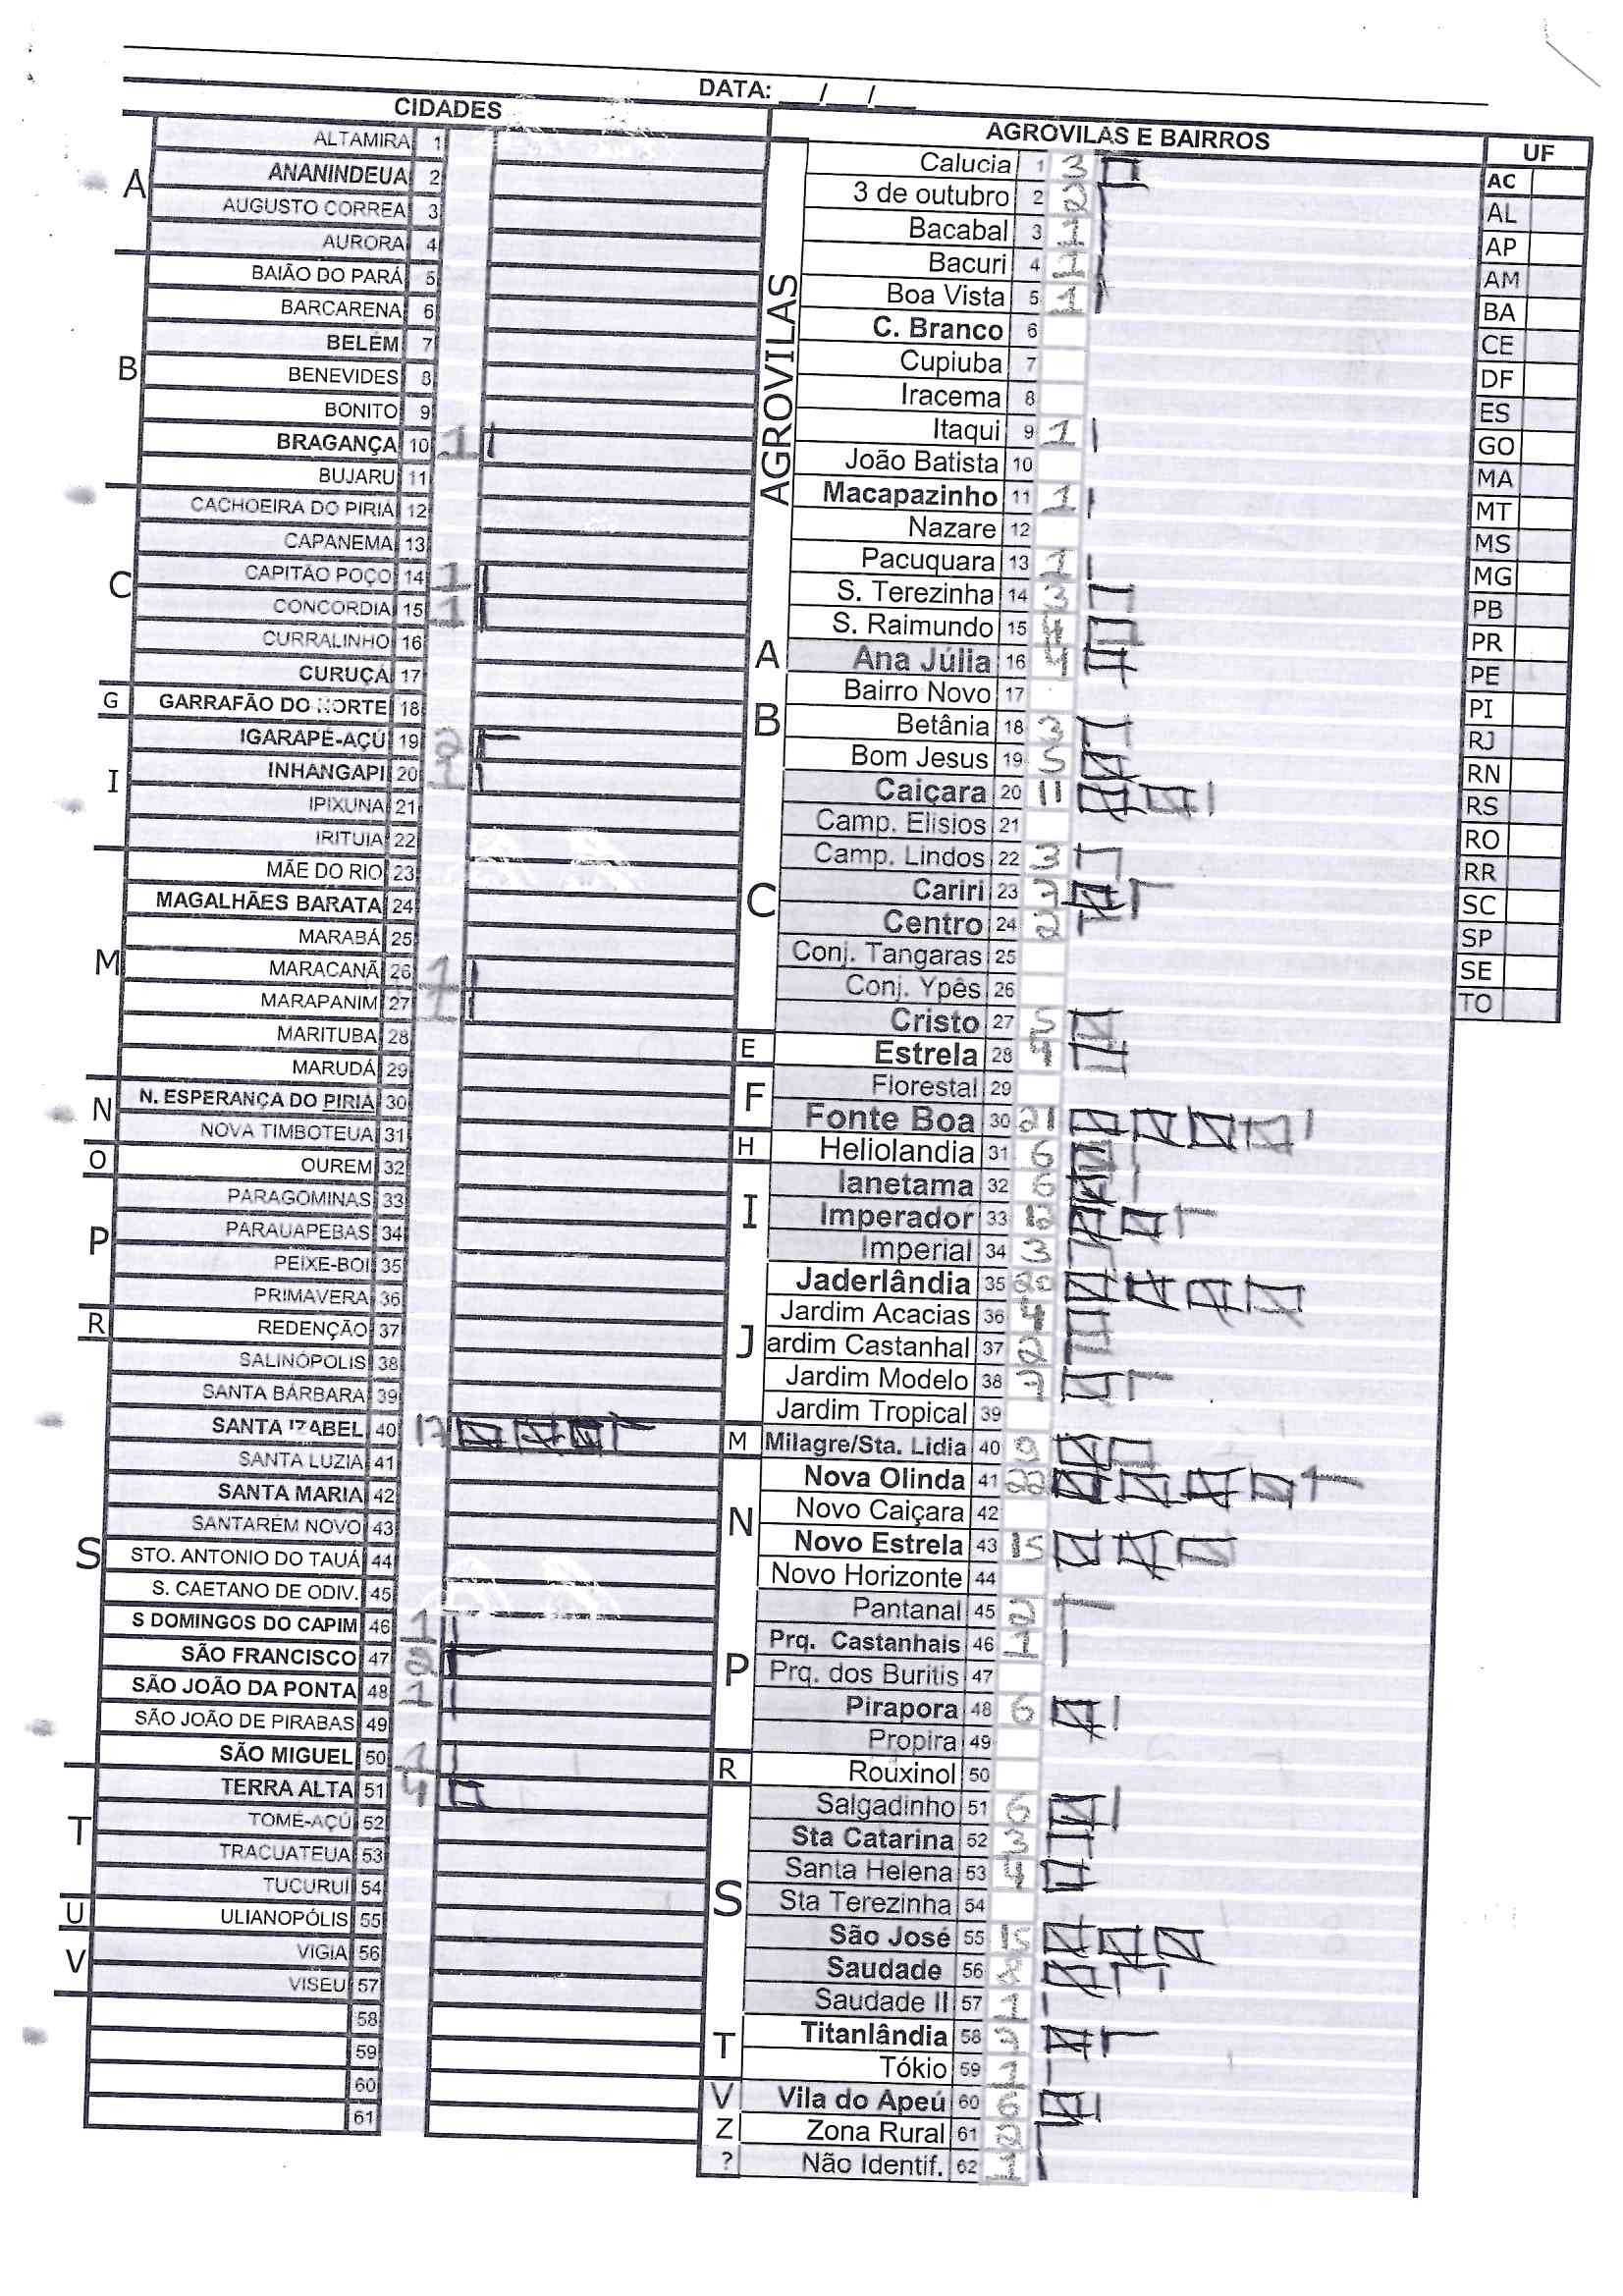 DATA: __/__/__
CIDADES
ALTAMIRA 1
A ANANINDEUA 2
AUGUSTO CORREA 3
AURORA 4
BAIÃO DO PARÁ 5
BARCARENA 6
BELÉM 7
B BENEVIDES 8
BONITO 9
BRAGANÇA 10 1
BUJARU 11
CACHOEIRA DO PIRIÁ 12
CAPANEMA 13
C CAPITÃO POÇO 14 1
CONCORDIA 15 1
CURRALINHO 16
CURUÇÁ 17
G GARRAFÃO DO NORTE 18
IGARAPÉ-AÇÚ 19 2
I INHANGAPI 20 1
IPIXUNA 21
IRITUIA 22
MÃE DO RIO 23
MAGALHÃES BARATA 24
MARABÁ 25
M MARACANÃ 26 1
MARAPANIM 27 1
MARITUBA 28
MARUDÁ 29
N N. ESPERANÇA DO PIRIÁ 30
NOVA TIMBOTEUA 31
O OUREM 32
PARAGOMINAS 33
P PARAUAPEBAS 34
PEIXE-BOI 35
PRIMAVERA 36
R REDENÇÃO 37
SALINÓPOLIS 38
SANTA BÁRBARA 39
SANTA IZABEL 40 17
SANTA LUZIA 41
SANTA MARIA 42
SANTARÉM NOVO 43
S STO. ANTONIO DO TAUÁ 44
S. CAETANO DE ODIV. 45
S DOMINGOS DO CAPIM 46 1
SÃO FRANCISCO 47 2
SÃO JOÃO DA PONTA 48 1
SÃO JOÃO DE PIRABAS 49
SÃO MIGUEL 50 1
TERRA ALTA 51 4
T TOMÉ-AÇÚ 52
TRACUATEUA 53
TUCURUI 54
U ULIANOPÓLIS 55
V VIGIA 56
VISEU 57
58
59
60
61
AGROVILAS E BAIRROS
AGROVILAS
Calucia 1 3
3 de outubro 2 2
Bacabal 3 1
Bacuri 4 1
Boa Vista 5 1
C. Branco 6
Cupiuba 7
Iracema 8
Itaqui 9 1
João Batista 10
Macapazinho 11 1
Nazare 12
Pacuquara 13 1
S. Terezinha 14 3
S. Raimundo 15 4
A Ana Júlia 16 4
Bairro Novo 17
B Betânia 18 3
Bom Jesus 19 5
Caiçara 20 11
Camp. Elisios 21
Camp. Lindos 22 3
C Cariri 23 7
Centro 24 2
Conj. Tangaras 25
Conj. Ypês 26
Cristo 27 5
E Estrela 28 4
F Florestal 29
Fonte Boa 30 21
H Heliolandia 31 6
Ianetama 32 6
I Imperador 33 12
Imperial 34 3
Jaderlândia 35 20
Jardim Acacias 36 4
J ardim Castanhal 37 2
Jardim Modelo 38 7
Jardim Tropical 39
M Milagre/Sta. Lidia 40 9
Nova Olinda 41 22
N Novo Caiçara 42
Novo Estrela 43 15
Novo Horizonte 44
Pantanal 45 2
Prq. Castanhais 46 1
P Prq. dos Buritis 47
Pirapora 48 6
Propira 49
R Rouxinol 50
Salgadinho 51 6
Sta Catarina 52 3
Santa Helena 53 4
S Sta Terezinha 54
São José 55 15
Saudade 56
Saudade II 57 1
T Titanlândia 58 7
Tókio 59 1
V Vila do Apeú 60 6
Z Zona Rural 61
? Não Identif. 62 1
UF
AC
AL
AP
AM
BA
CE
DF
ES
GO
MA
MT
MS
MG
PB
PR
PE
PI
RJ
RN
RS
RO
RR
SC
SP
SE
TO